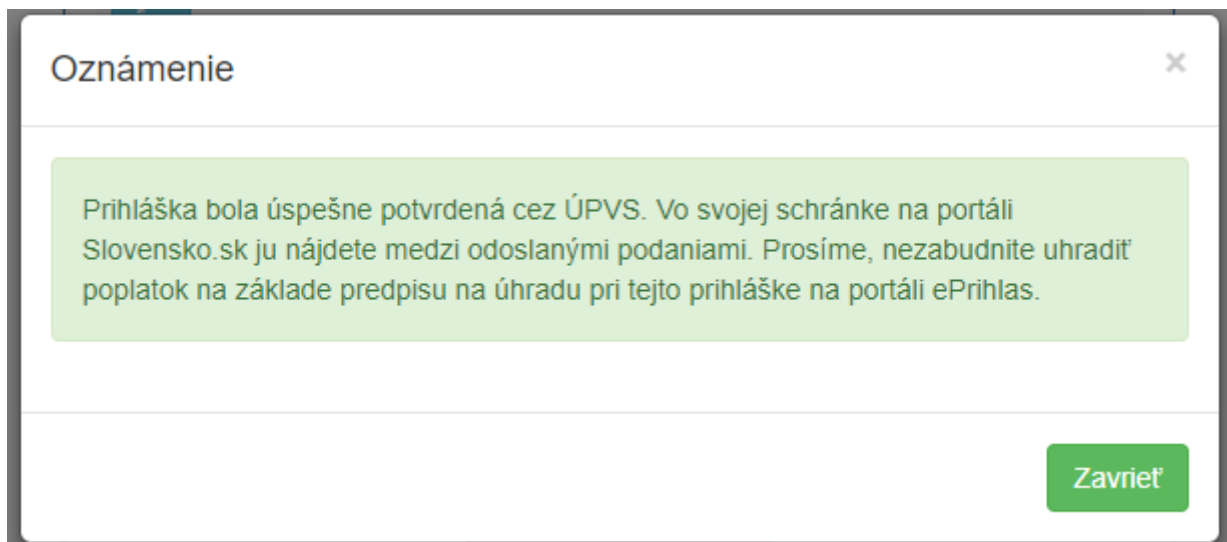 Oznámenie
×
Prihláška bola úspešne potvrdená cez ÚPVS. Vo svojej schránke na portáli
Slovensko.sk ju nájdete medzi odoslanými podaniami. Prosíme, nezabudnite uhradiť
poplatok na základe predpisu na úhradu pri tejto prihláške na portáli ePrihlas.
Zavrieť